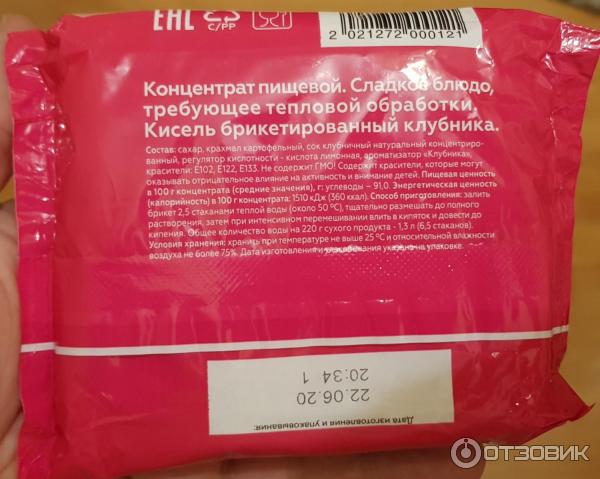 EAC
C/PP
2 021272 000121
Концентрат пищевой. Сладкое блюдо,
требующее тепловой обработки.
Кисель брикетированный клубника.
Состав: сахар, крахмал картофельный, сок клубничный натуральный концентриро-
ванный, регулятор кислотности - кислота лимонная, ароматизатор «Клубника»,
красители: Е102, Е122, Е133. Не содержит ГМО! Содержит красители, которые могут
оказывать отрицательное влияние на активность и внимание детей. Пищевая ценность
в 100 г концентрата (средние значения), г: углеводы – 91,0. Энергетическая ценность
(калорийность) в 100 г концентрата: 1510 кДж (360 ккал). Способ приготовления: залить
брикет 2,5 стаканами теплой воды (около 50 °С), тщательно размешать до полного
растворения, затем при интенсивном перемешивании влить в кипяток и довести до
кипения. Общее количество воды на 220 г сухого продукта - 1,3 л (6,5 стаканов).
Условия хранения: хранить при температуре не выше 25 °С и относительной влажности
воздуха не более 75%. Дата изготовления и упаковывания указана на упаковке.
Дата изготовления и упаковывания:
22.06.20
20:34 1
ОТЗОВИК